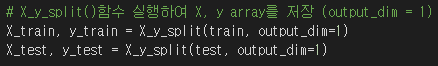 # X_y_split()함수 실행하여 X, y array를 저장 (output_dim = 1)
X_train, y_train = X_y_split(train, output_dim=1)
X_test, y_test = X_y_split(test, output_dim=1)